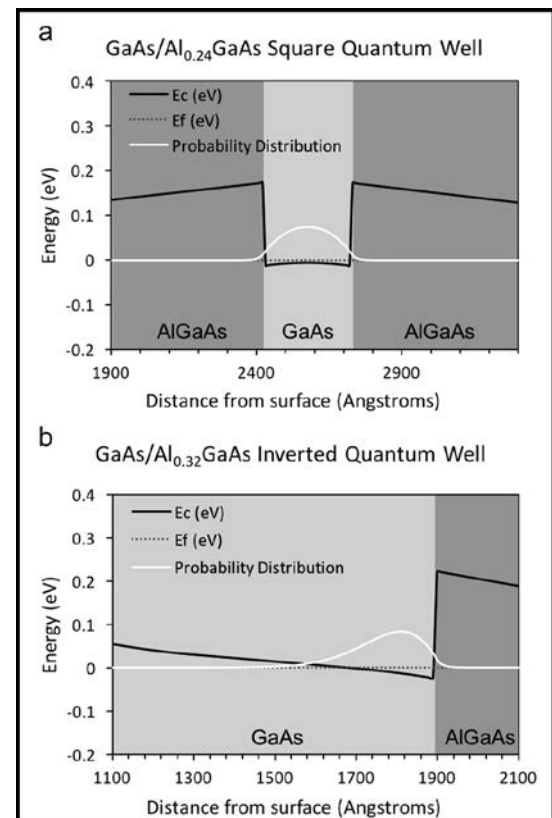 a
GaAs/Al0.24GaAs Square Quantum Well
0.4
0.3
0.2
0.1
0
-0.1
-0.2
Energy (eV)
Ec (eV)
Ef (eV)
Probability Distribution
AlGaAs GaAs AlGaAs
1900 2400 2900
Distance from surface (Angstroms)
b
GaAs/Al0.32GaAs Inverted Quantum Well
0.4
0.3
0.2
0.1
0
-0.1
-0.2
Energy (eV)
Ec (eV)
Ef (eV)
Probability Distribution
GaAs AlGaAs
1100 1300 1500 1700 1900 2100
Distance from surface (Angstroms)